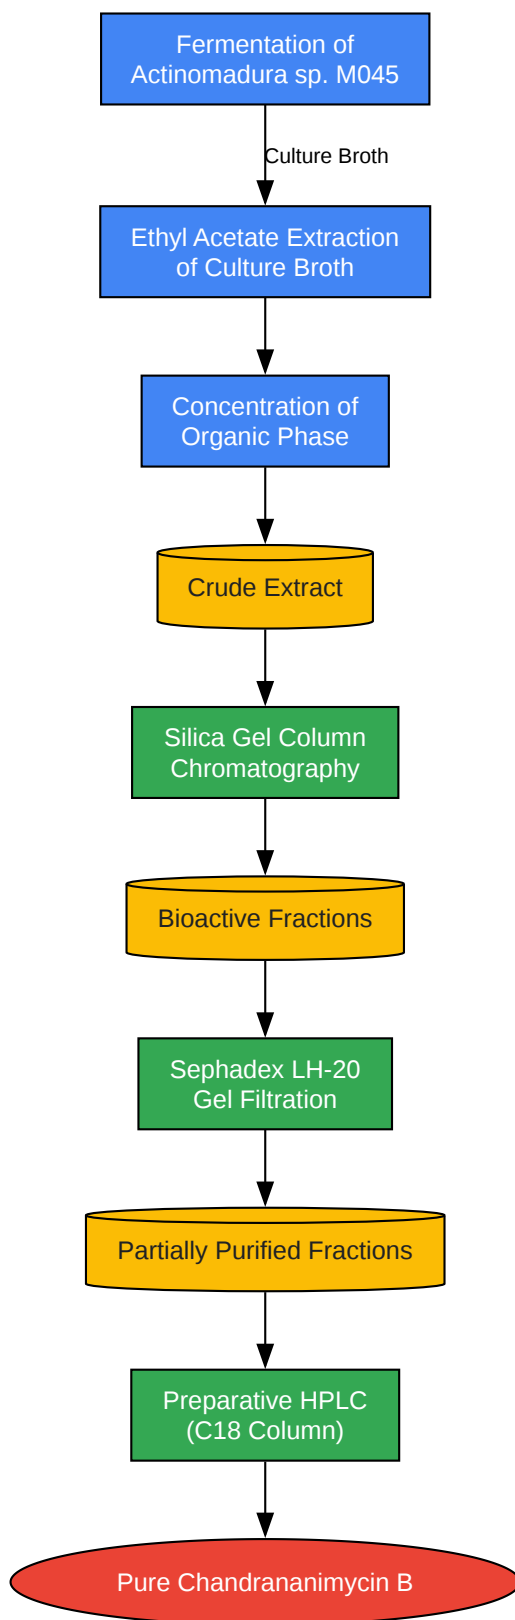 Fermentation of
Actinomadura sp. M045
Culture Broth
Ethyl Acetate Extraction
of Culture Broth
Concentration of
Organic Phase
Crude Extract
Silica Gel Column
Chromatography
Bioactive Fractions
Sephadex LH-20
Gel Filtration
Partially Purified Fractions
Preparative HPLC
(C18 Column)
Pure Chandrananimycin B